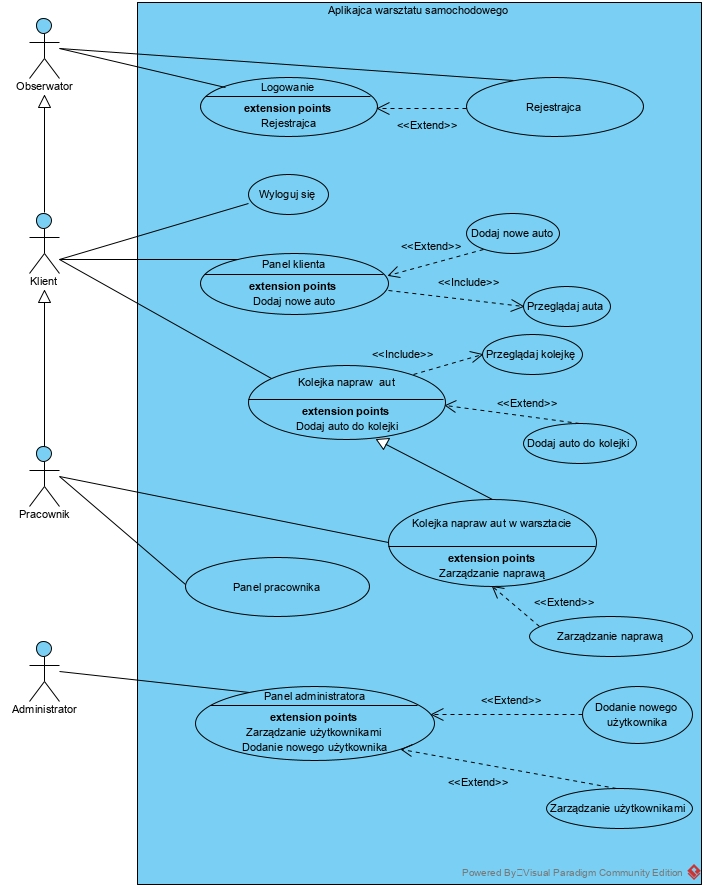 Aplikajca warsztatu samochodowego
Obserwator
Logowanie
extension points
Rejestrajca
<<Extend>>
Rejestrajca
Wyloguj się
Klient
Dodaj nowe auto
<<Extend>>
Panel klienta
extension points
Dodaj nowe auto
<<Include>>
Przeglądaj auta
<<Include>>
Przeglądaj kolejkę
Kolejka napraw aut
extension points
Dodaj auto do kolejki
<<Extend>>
Dodaj auto do kolejki
Pracownik
Kolejka napraw aut w warsztacie
extension points
Zarządzanie naprawą
Panel pracownika
<<Extend>>
Zarządzanie naprawą
Administrator
Panel administratora
extension points
Zarządzanie użytkownikami
Dodanie nowego użytkownika
<<Extend>>
Dodanie nowego
użytkownika
<<Extend>>
Zarządzanie użytkownikami
Powered By Visual Paradigm Community Edition